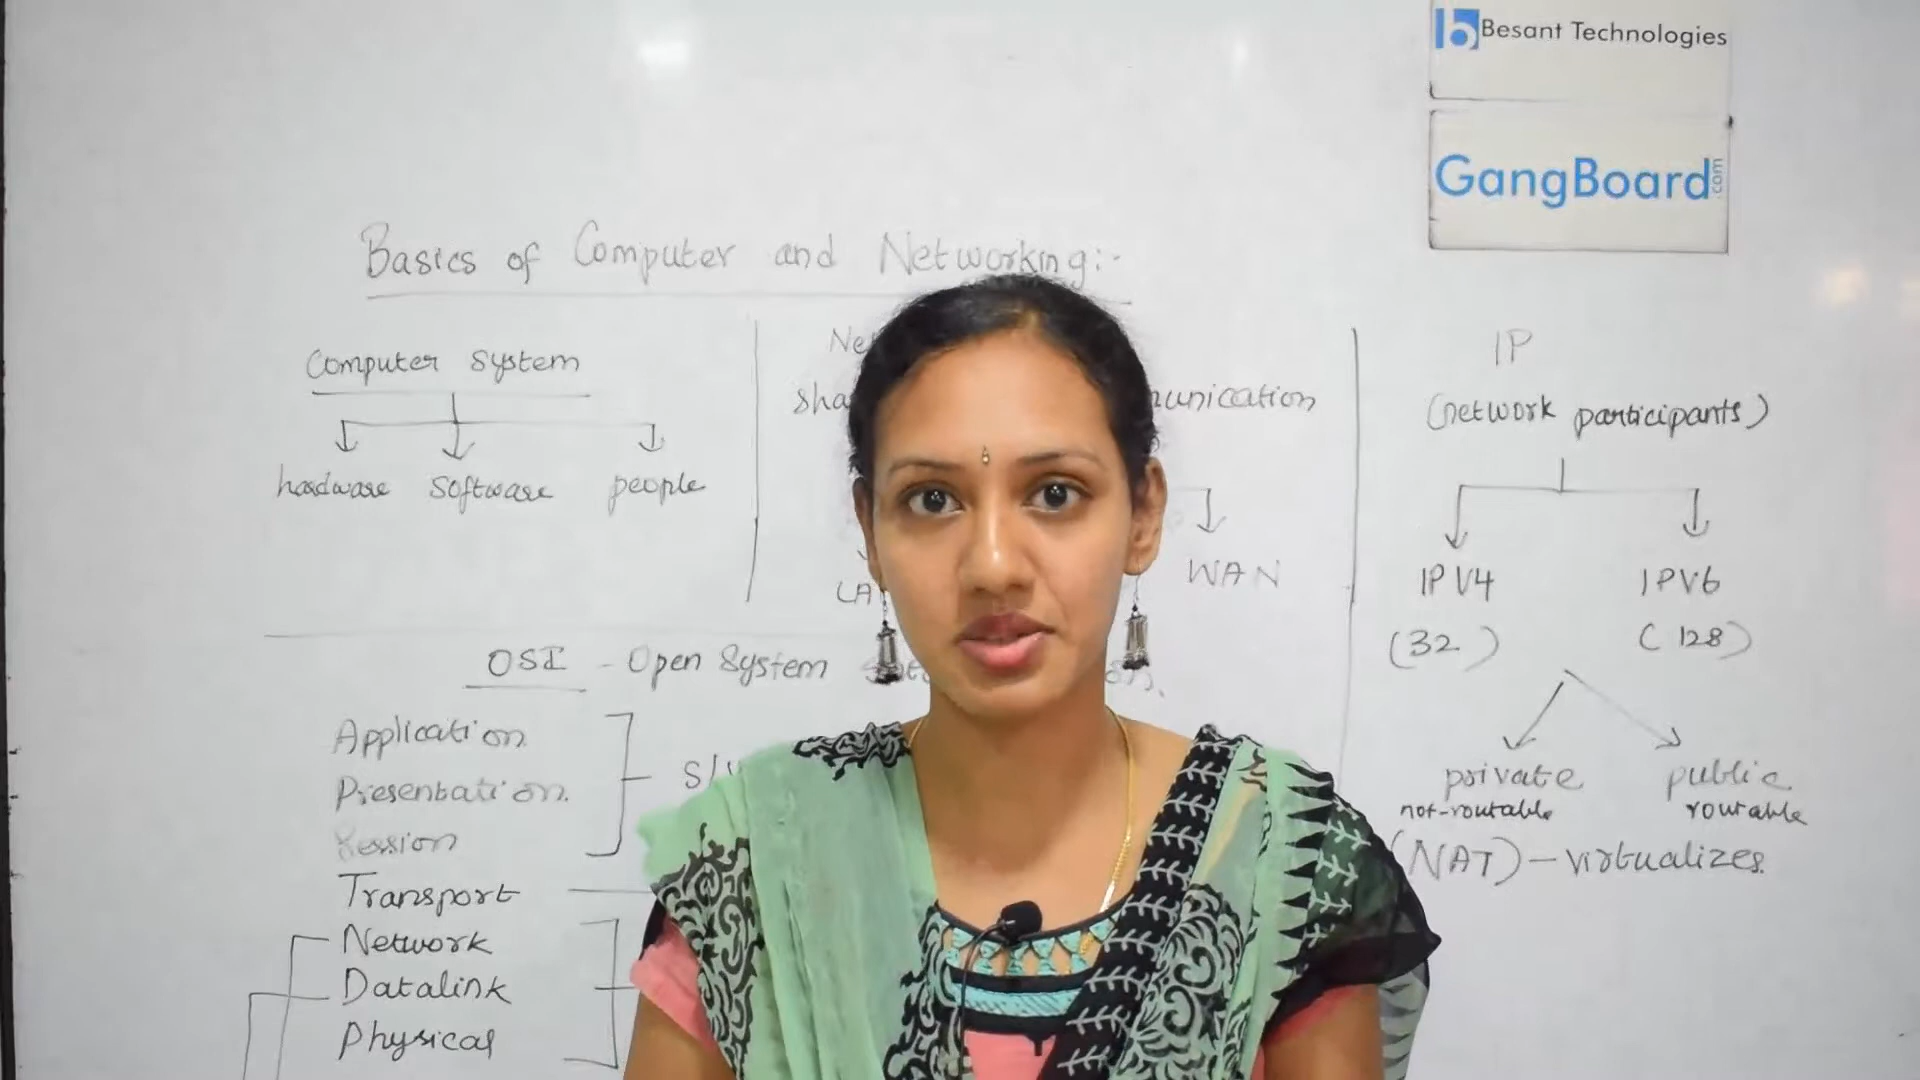 Besant Technologies
GangBoard.com
Basics of Computer and Networking:-
Computer System
hardware software people
WAN
IP
(network participants)
IPV4 IPV6
(32) (128)
private public
not-routable routable
(NAT) - virtualizes.
OSI - Open System
Application
Presentation
Session
Transport
Network
Datalink
Physical